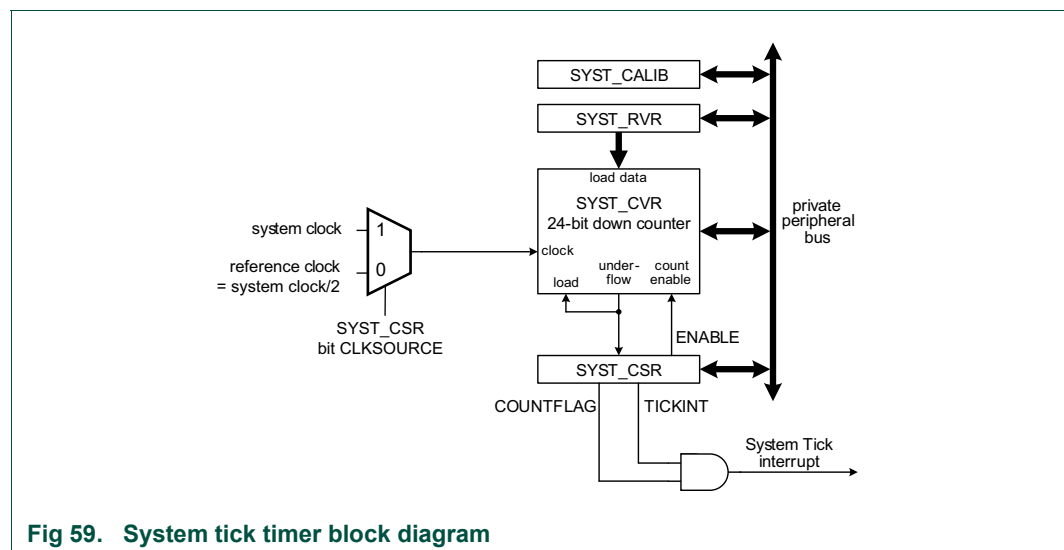 SYST_CALIB
SYST_RVR
load data
SYST_CVR
24-bit down counter
private
peripheral
bus
system clock
1
clock
reference clock
= system clock/2
0
under-
flow
count
enable
load
SYST_CSR
bit CLKSOURCE
ENABLE
SYST_CSR
COUNTFLAG
TICKINT
System Tick
interrupt
Fig 59. System tick timer block diagram